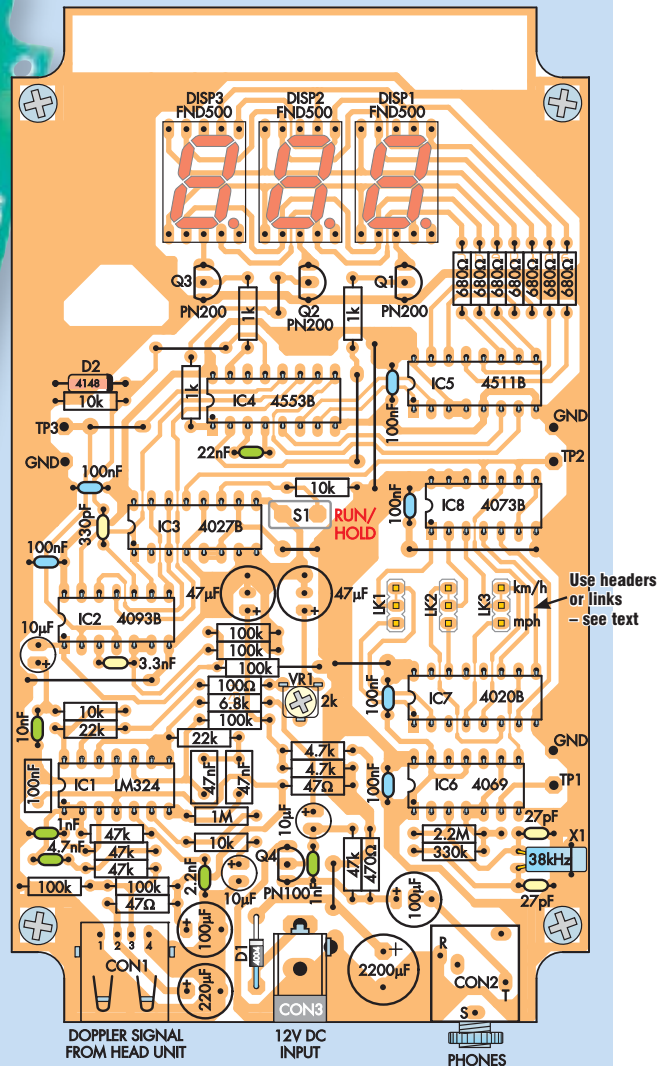 DISP3 DISP2 DISP1
FND500 FND500 FND500
Q3 Q2 Q1
PN200 PN200 PN200
1k 1k
680Ω 680Ω 680Ω 680Ω 680Ω 680Ω 680Ω
D2
4148
10k
1k
IC4 4553B
100nF
IC5 4511B
TP3
GND
GND
22nF
TP2
100nF
10k
330pF
IC3 4027B
S1 RUN/
HOLD
100nF
IC8 4073B
100nF
IC2 4093B
47µF
+
47µF
+
LK1 LK2 LK3
km/h
mph
Use headers
or links
– see text
10µF
+
3.3nF
100k
100k
100k
100Ω
6.8k
100k
VR1
2k
100nF
IC7 4020B
10nF
10k
22k
22k
GND
100nF
IC1 LM324
47nF 47nF
4.7k
4.7k
47Ω
100nF
IC6 4069
TP1
1nF
4.7nF
47k
47k
47k
1M
10k
10µF
+
2.2M
330k
27pF
X1
38kHz
27pF
100k
100k
47Ω
2.2nF
+
10µF
Q4
PN100
1nF
47k
470Ω
+
100µF
1 2 3 4
CON1
+
100µF
+
220µF
D1
4004
CON3
+
2200µF
R
CON2
T
S
DOPPLER SIGNAL
FROM HEAD UNIT
12V DC
INPUT
PHONES